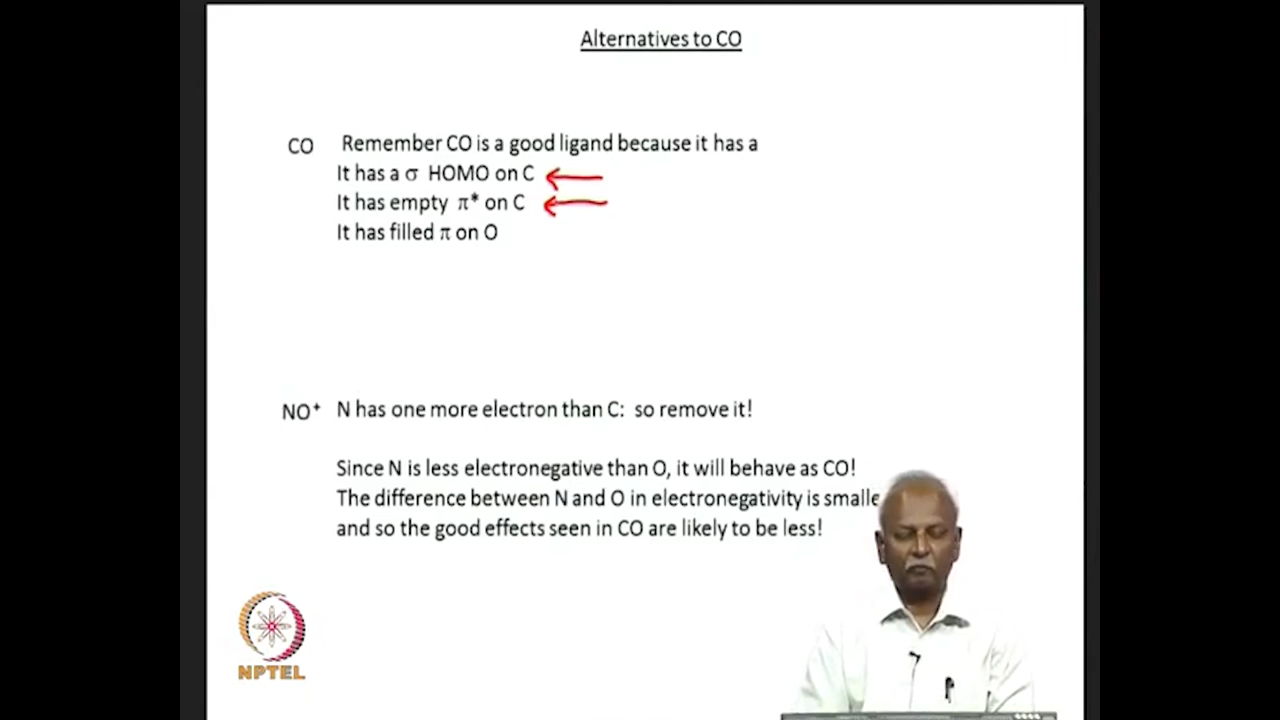 Alternatives to CO
CO Remember CO is a good ligand because it has a
It has a σ HOMO on C
It has empty π* on C
It has filled π on O
NO⁺ N has one more electron than C: so remove it!
Since N is less electronegative than O, it will behave as CO!
The difference between N and O in electronegativity is smalle
and so the good effects seen in CO are likely to be less!
NPTEL